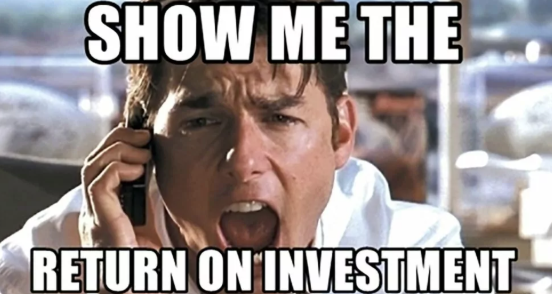 SHOW ME THE
RETURN ON INVESTMENT